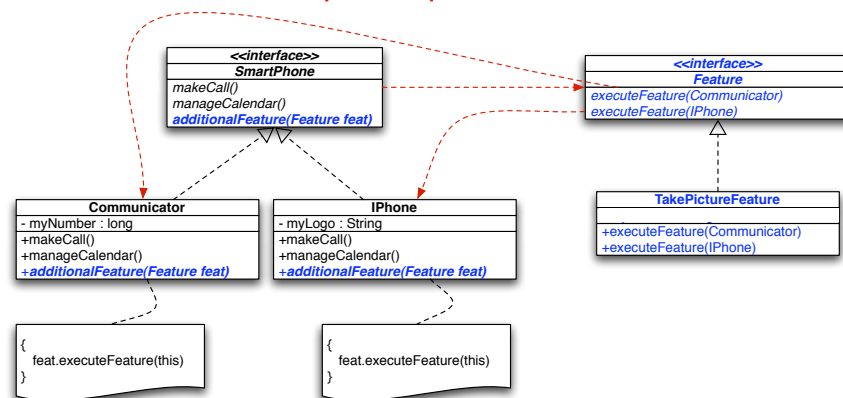 <<interface>>
SmartPhone
makeCall()
manageCalendar()
additionalFeature(Feature feat)
<<interface>>
Feature
executeFeature(Communicator)
executeFeature(IPhone)
Communicator
- myNumber : long
+makeCall()
+manageCalendar()
+additionalFeature(Feature feat)
IPhone
- myLogo : String
+makeCall()
+manageCalendar()
+additionalFeature(Feature feat)
TakePictureFeature
+executeFeature(Communicator)
+executeFeature(IPhone)
{
feat.executeFeature(this)
}
{
feat.executeFeature(this)
}